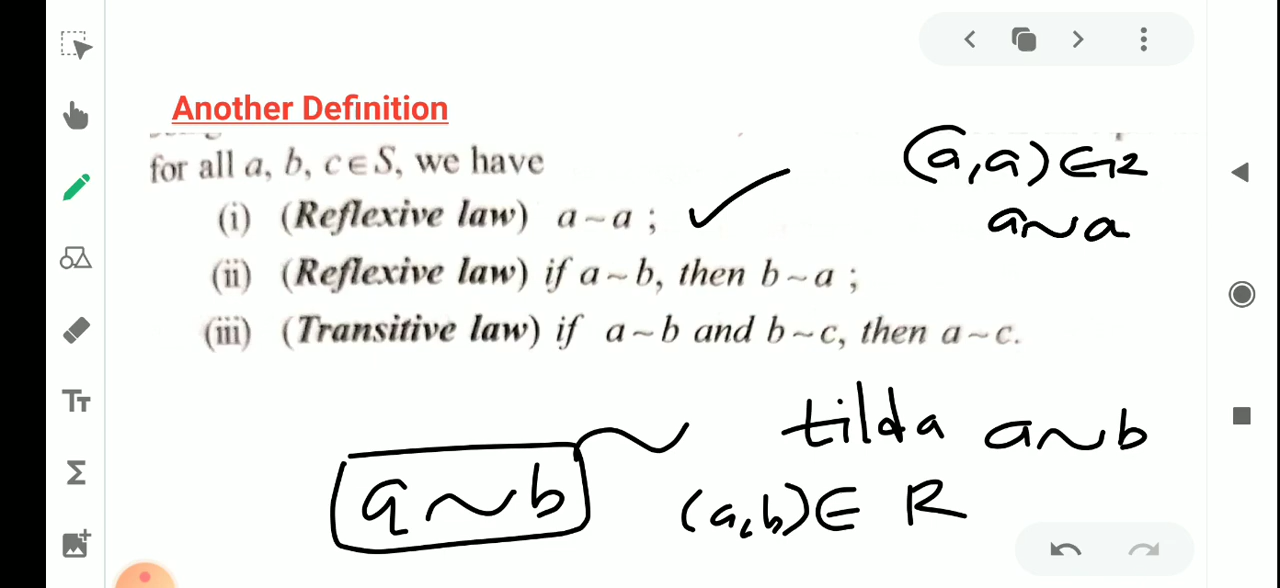 Another Definition
for all a, b, c ∈ S, we have
(i) (Reflexive law) a ~ a ;
(ii) (Reflexive law) if a ~ b, then b ~ a ;
(iii) (Transitive law) if a ~ b and b ~ c, then a ~ c.
(a,a) ∈ R
a~a
tilda a~b
a~b
(a,b) ∈ R
Tт
Σ